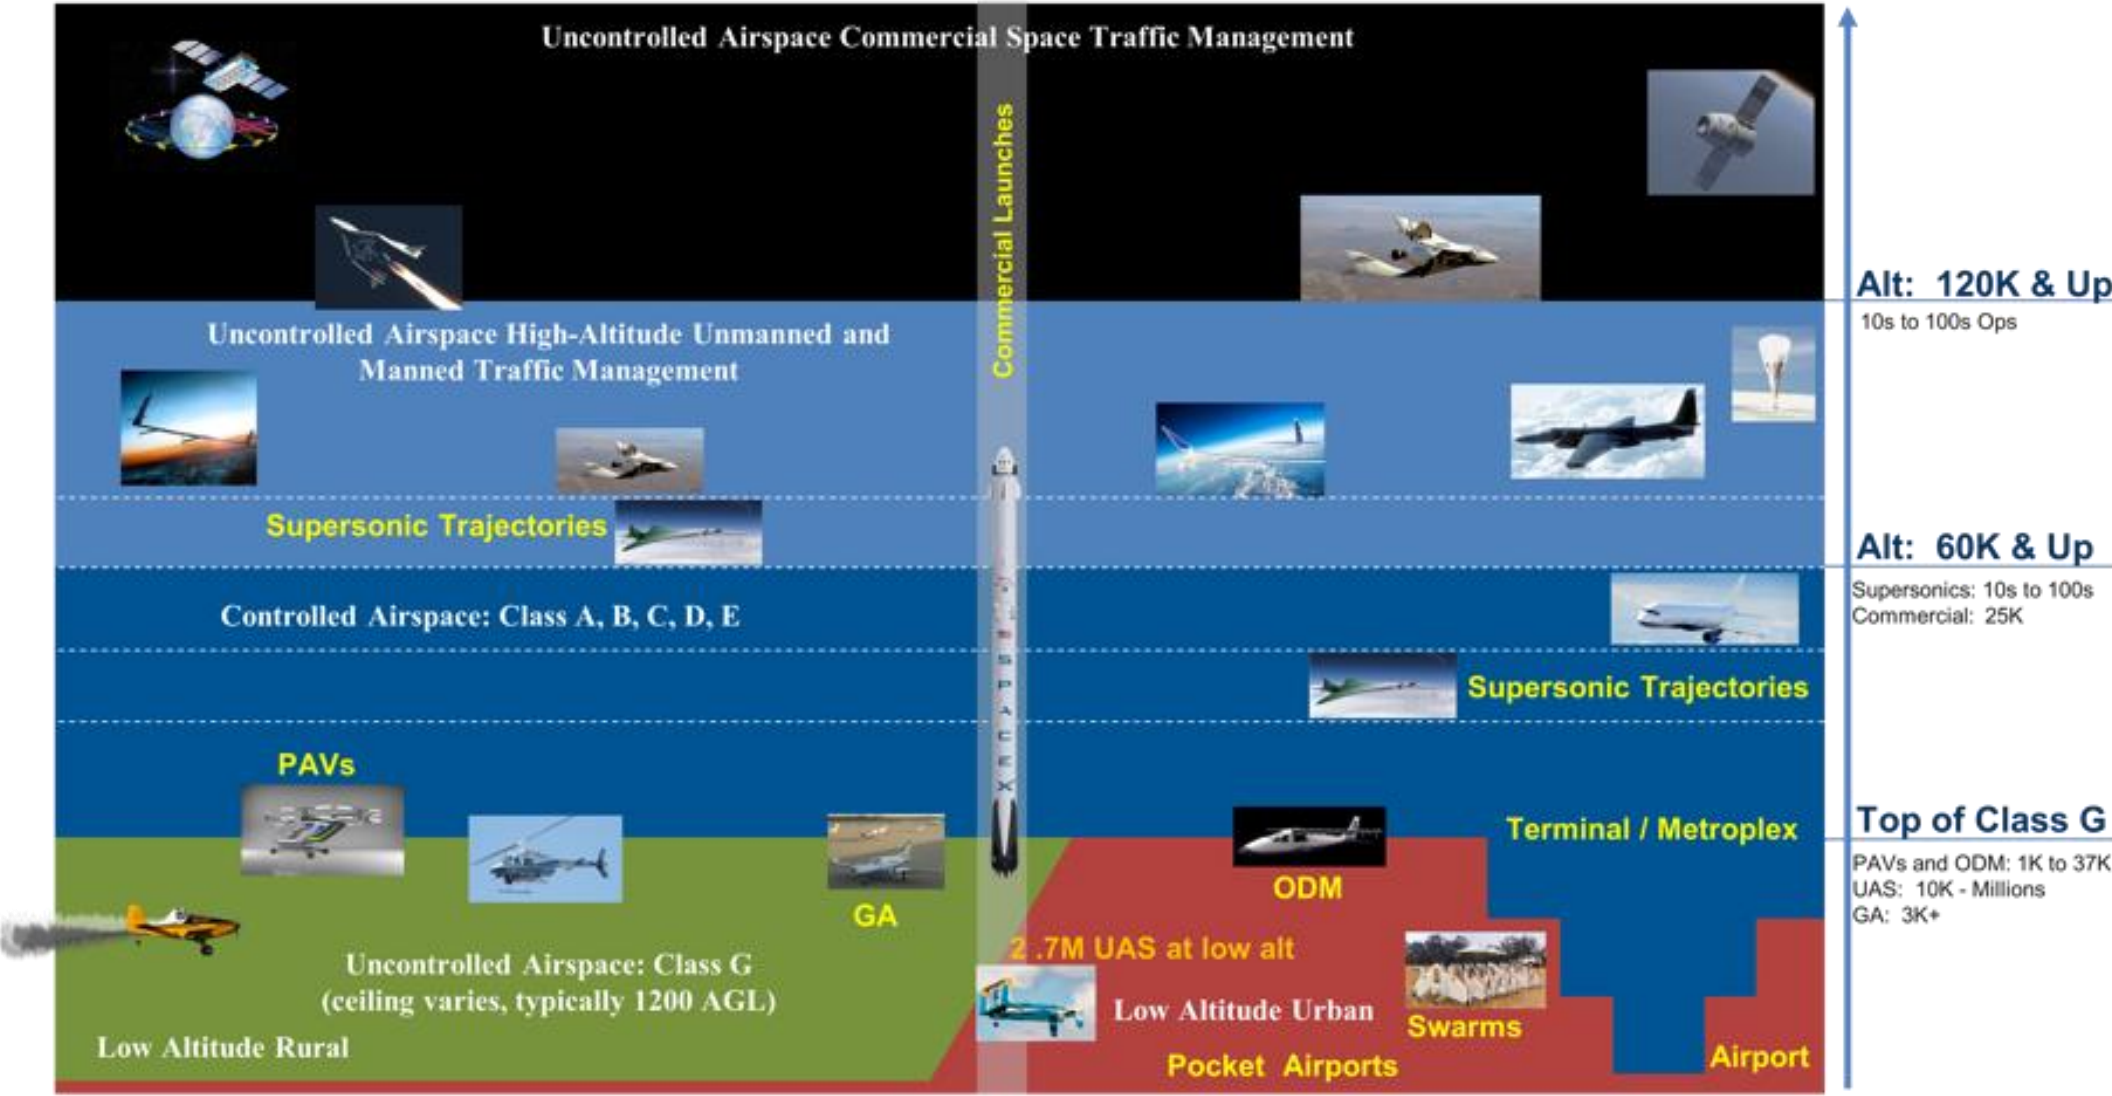 Uncontrolled Airspace Commercial Space Traffic Management
Commercial Launches
Alt: 120K & Up
10s to 100s Ops
Uncontrolled Airspace High-Altitude Unmanned and
Manned Traffic Management
Supersonic Trajectories
Alt: 60K & Up
Supersonics: 10s to 100s
Commercial: 25K
Controlled Airspace: Class A, B, C, D, E
SPACEX
Supersonic Trajectories
PAVs
Terminal / Metroplex
Top of Class G
PAVs and ODM: 1K to 37K
UAS: 10K - Millions
GA: 3K+
ODM
GA
2 .7M UAS at low alt
Uncontrolled Airspace: Class G
(ceiling varies, typically 1200 AGL)
Low Altitude Urban
Swarms
Low Altitude Rural
Pocket Airports
Airport